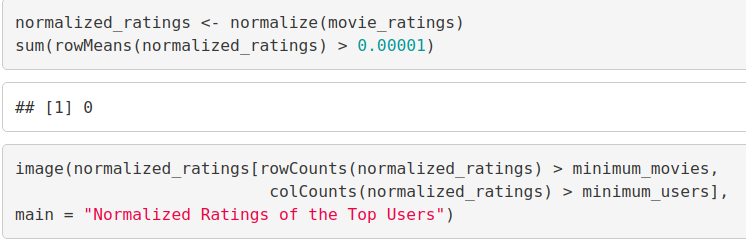 normalized_ratings <- normalize(movie_ratings)
sum(rowMeans(normalized_ratings) > 0.00001)
## [1] 0
image(normalized_ratings[rowCounts(normalized_ratings) > minimum_movies,
                          colCounts(normalized_ratings) > minimum_users],
main = "Normalized Ratings of the Top Users")